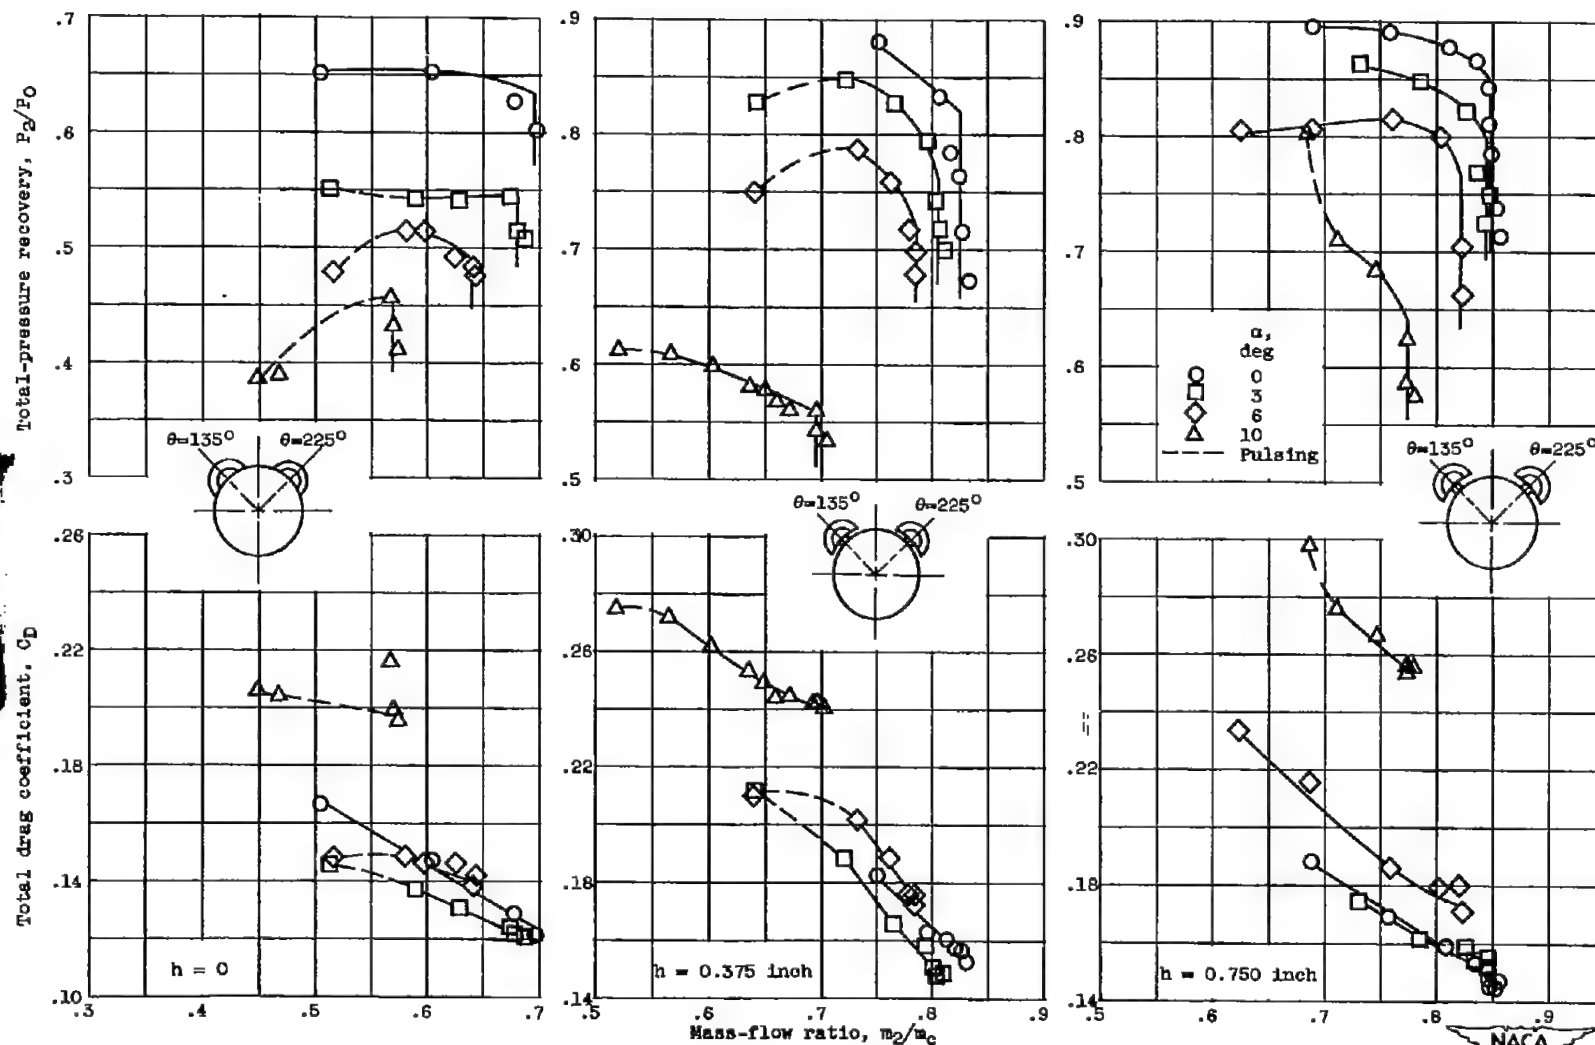 Total-pressure recovery, P2/P0
.7
.6
.5
.4
.3
.9
.8
.7
.6
.5
.9
.8
.7
.6
.5
α,
deg
0
3
6
10
Pulsing
θ=135° θ=225°
θ=135° θ=225°
θ=135° θ=225°
Total drag coefficient, CD
.26
.22
.18
.14
.10
.30
.26
.22
.18
.14
.30
.26
.22
.18
.14
h = 0
h = 0.375 inch
h = 0.750 inch
.3 .4 .5 .6 .7
.5 .6 .7 .8 .9
.5 .6 .7 .8 .9
Mass-flow ratio, m2/mc
NACA